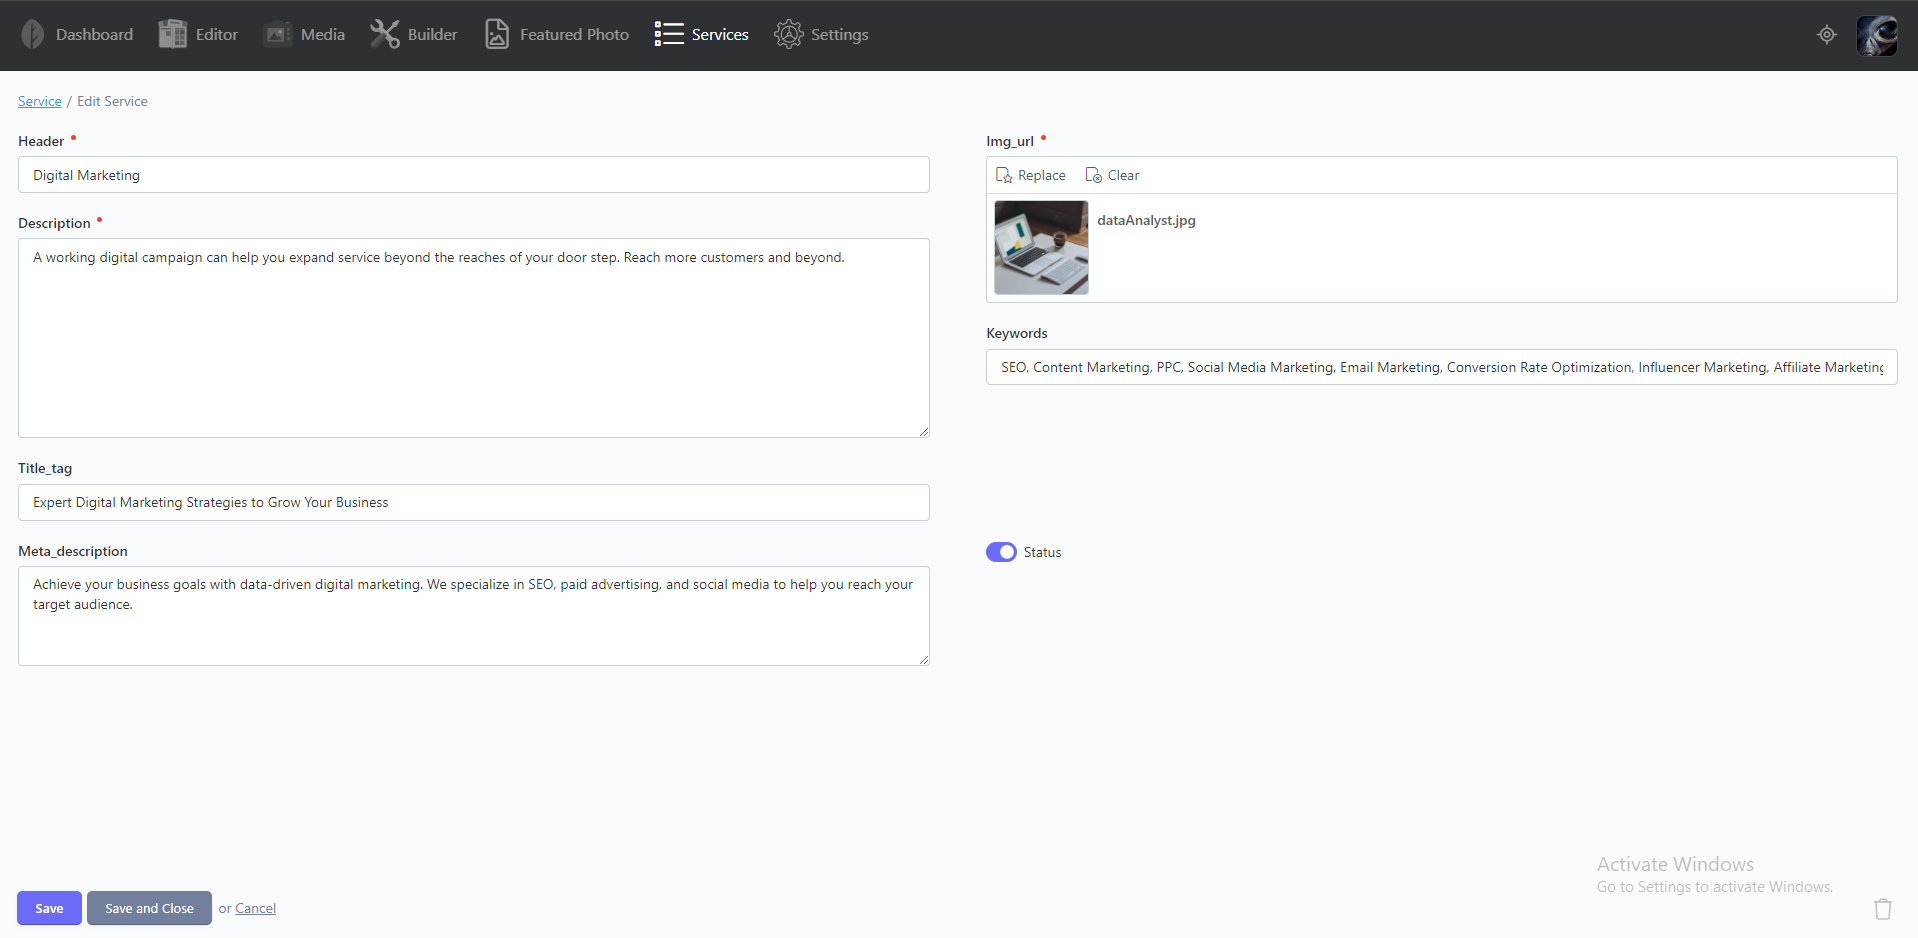 Dashboard Editor Media Builder Featured Photo Services Settings
Service / Edit Service
Header
Digital Marketing
Description
A working digital campaign can help you expand service beyond the reaches of your door step. Reach more customers and beyond.
Title_tag
Expert Digital Marketing Strategies to Grow Your Business
Meta_description
Achieve your business goals with data-driven digital marketing. We specialize in SEO, paid advertising, and social media to help you reach your
target audience.
Img_url
Replace Clear
dataAnalyst.jpg
Keywords
SEO, Content Marketing, PPC, Social Media Marketing, Email Marketing, Conversion Rate Optimization, Influencer Marketing, Affiliate Marketing
Status
Activate Windows
Go to Settings to activate Windows.
Save Save and Close or Cancel